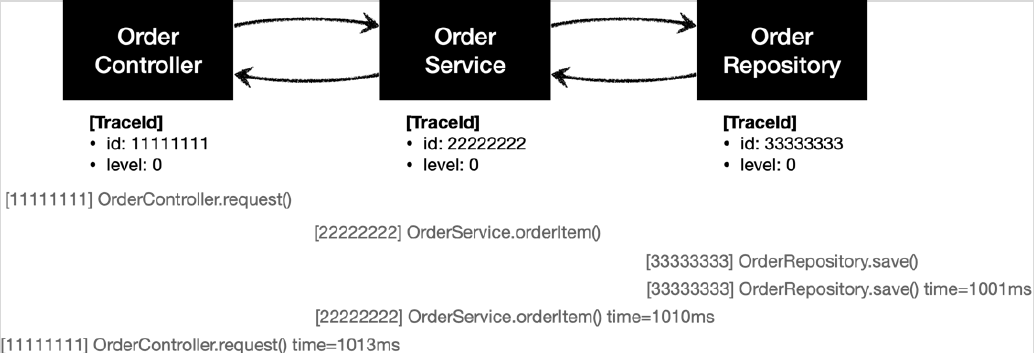 Order
Controller
Order
Service
Order
Repository
[TraceId]
• id: 11111111
• level: 0
[TraceId]
• id: 22222222
• level: 0
[TraceId]
• id: 33333333
• level: 0
[11111111] OrderController.request()
[22222222] OrderService.orderItem()
[33333333] OrderRepository.save()
[33333333] OrderRepository.save() time=1001ms
[22222222] OrderService.orderItem() time=1010ms
[11111111] OrderController.request() time=1013ms